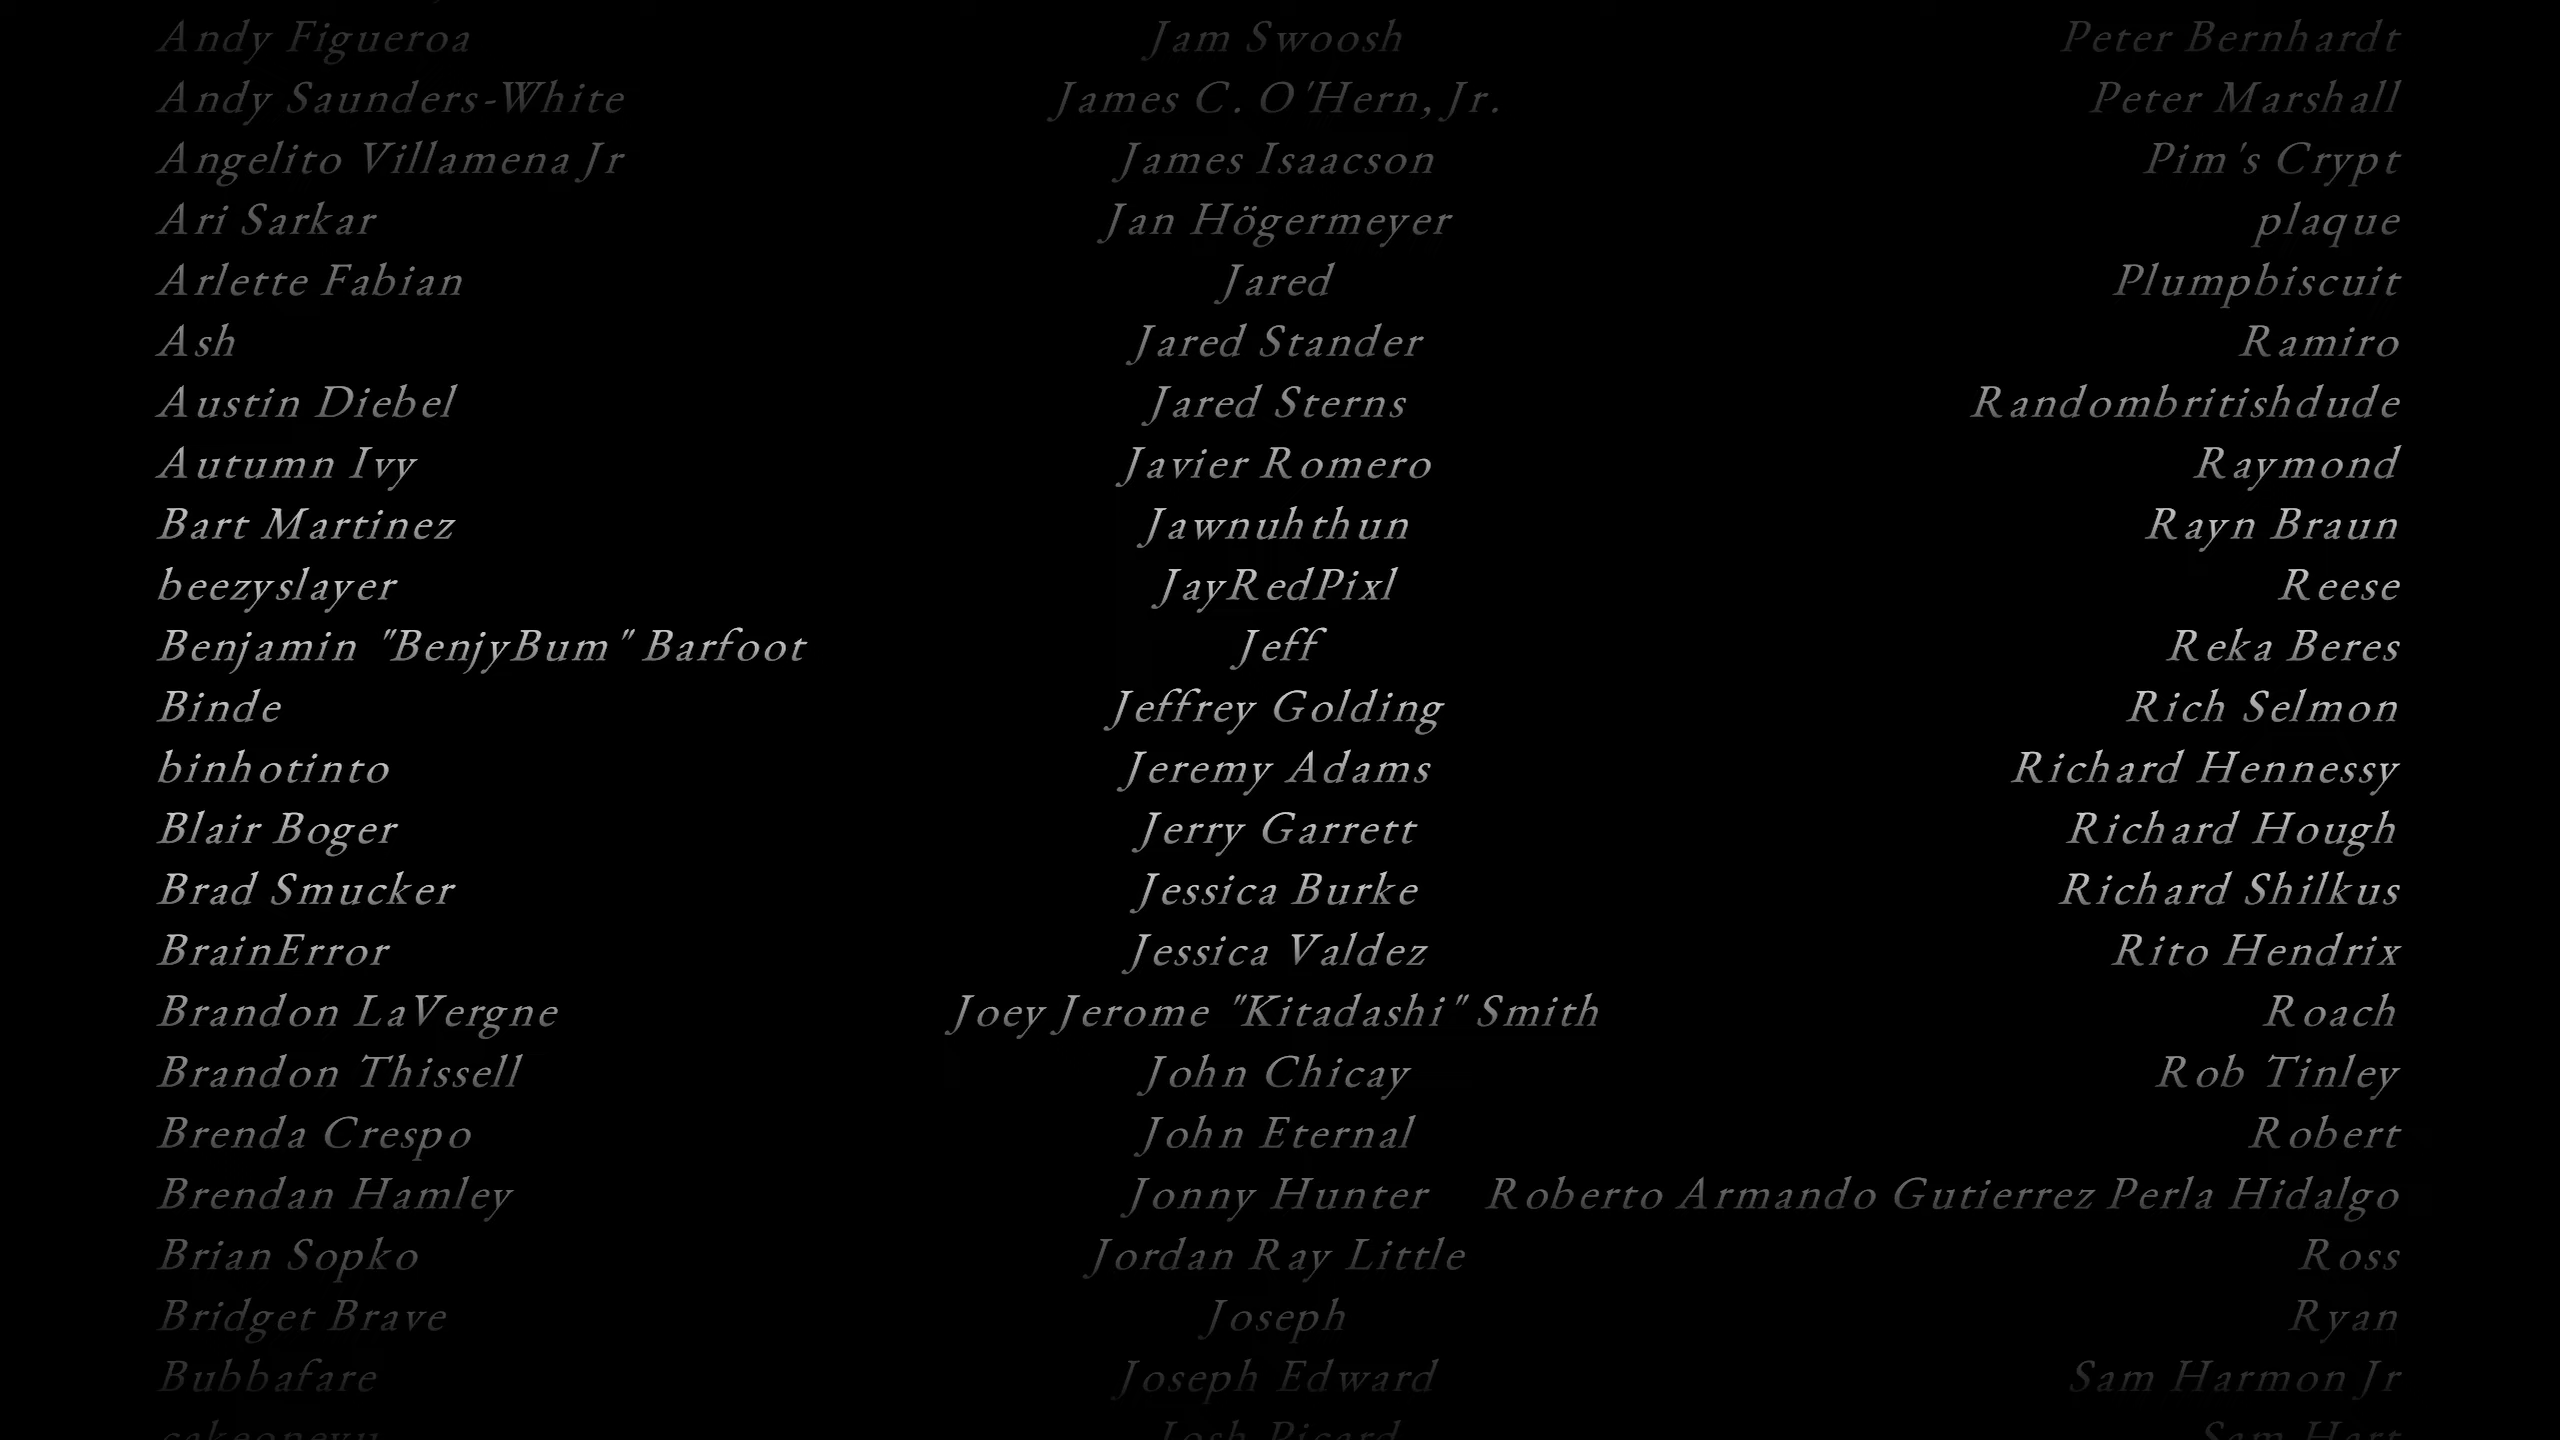 Andy Figueroa
Andy Saunders-White
Angelito Villamena Jr
Ari Sarkar
Arlette Fabian
Ash
Austin Diebel
Autumn Ivy
Bart Martinez
beezyslayer
Benjamin "BenjyBum" Barfoot
Binde
binhotinto
Blair Boger
Brad Smucker
BrainError
Brandon LaVergne
Brandon Thissell
Brenda Crespo
Brendan Hamley
Brian Sopko
Bridget Brave
Bubbafare
Jam Swoosh
James C. O'Hern, Jr.
James Isaacson
Jan Högermeyer
Jared
Jared Stander
Jared Sterns
Javier Romero
Jawnuhthun
JayRedPixl
Jeff
Jeffrey Golding
Jeremy Adams
Jerry Garrett
Jessica Burke
Jessica Valdez
Joey Jerome "Kitadashi" Smith
John Chicay
John Eternal
Jonny Hunter
Jordan Ray Little
Joseph
Joseph Edward
Josh Picard
Peter Bernhardt
Peter Marshall
Pim's Crypt
plaque
Plumpbiscuit
Ramiro
Randombritishdude
Raymond
Rayn Braun
Reese
Reka Beres
Rich Selmon
Richard Hennessy
Richard Hough
Richard Shilkus
Rito Hendrix
Roach
Rob Tinley
Robert
Roberto Armando Gutierrez Perla Hidalgo
Ross
Ryan
Sam Harmon Jr
Sam Hart